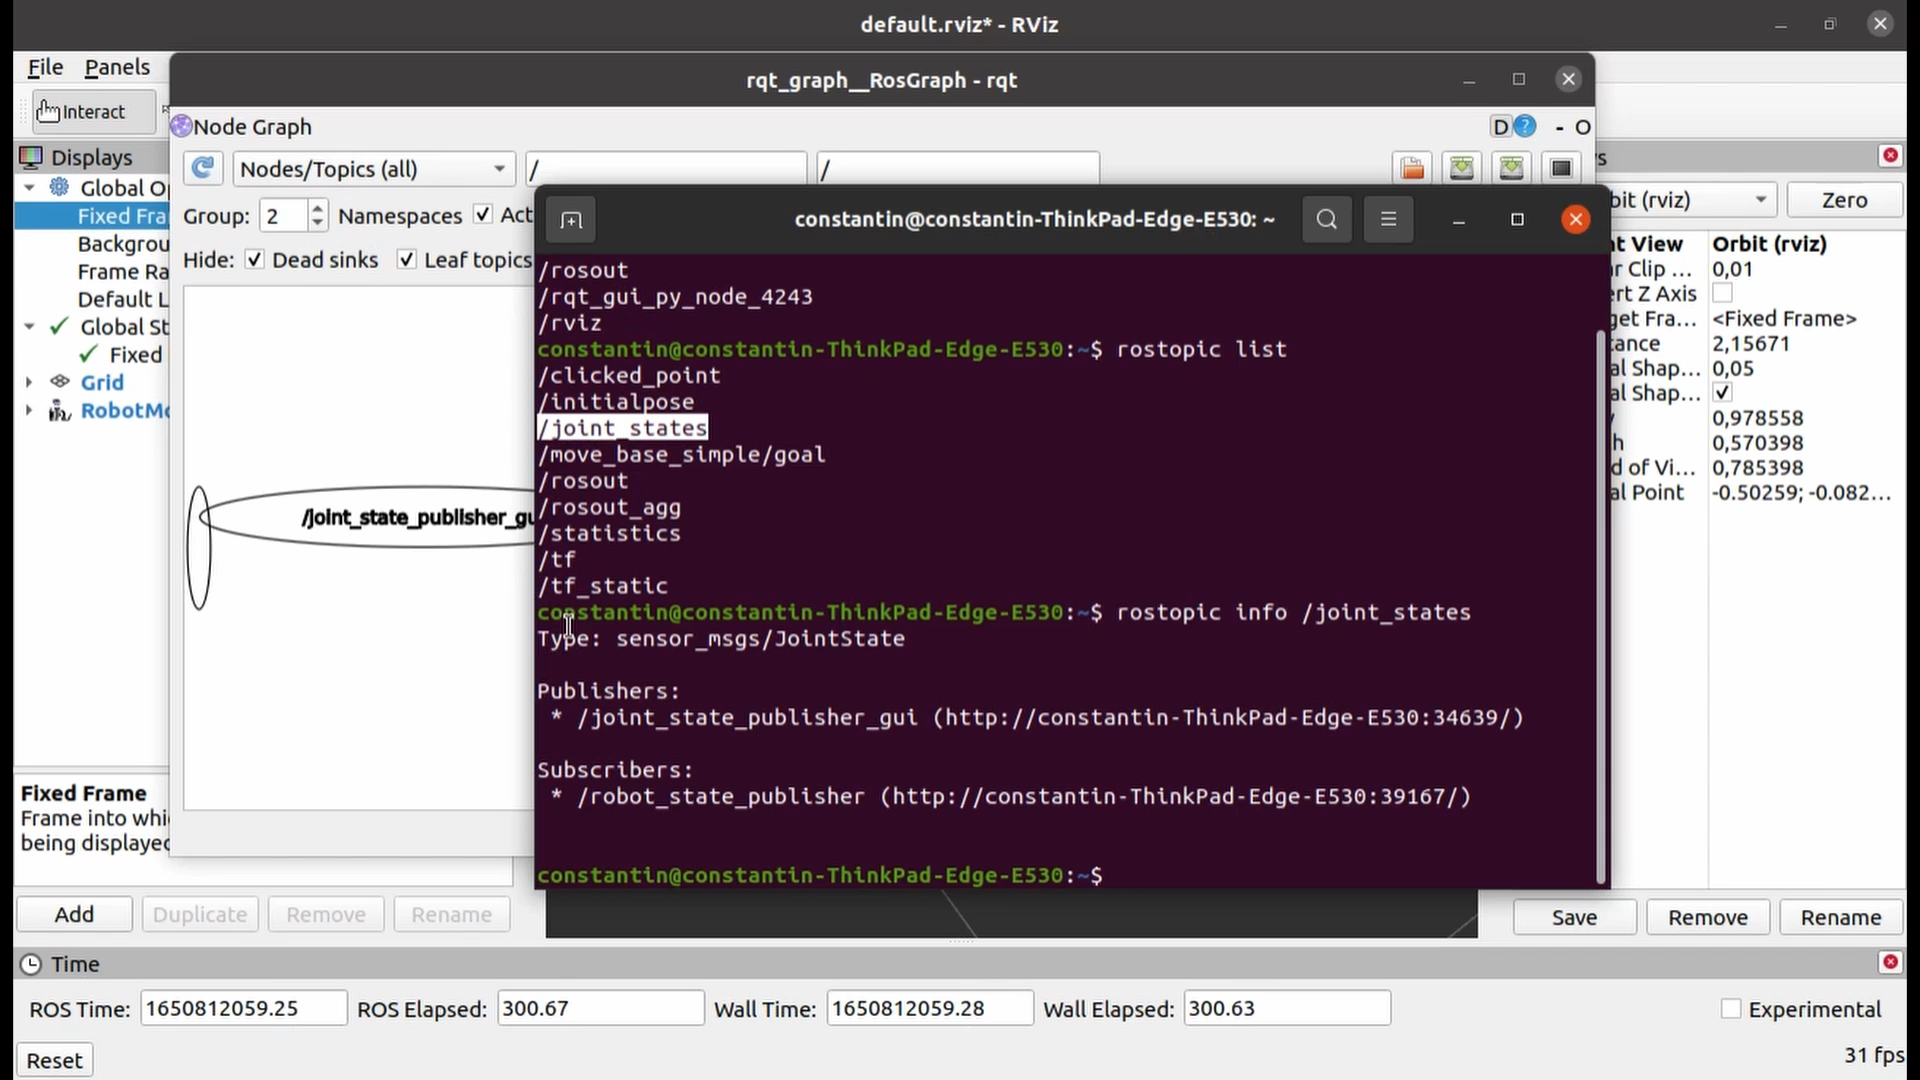 default.rviz* - RViz
File Panels
rqt_graph__RosGraph - rqt
Interact
Node Graph
D ? - O
Displays
Nodes/Topics (all)
/
/
Global Op
Fixed Fra
Backgrou
Frame Ra
Default L
Global St
Fixed
Grid
RobotMo
Group: 2 Namespaces Act
Hide: Dead sinks Leaf topics
/joint_state_publisher_gu
constantin@constantin-ThinkPad-Edge-E530: ~
/rosout
/rqt_gui_py_node_4243
/rviz
constantin@constantin-ThinkPad-Edge-E530:~$ rostopic list
/clicked_point
/initialpose
/joint_states
/move_base_simple/goal
/rosout
/rosout_agg
/statistics
/tf
/tf_static
constantin@constantin-ThinkPad-Edge-E530:~$ rostopic info /joint_states
Type: sensor_msgs/JointState
Publishers:
* /joint_state_publisher_gui (http://constantin-ThinkPad-Edge-E530:34639/)
Subscribers:
* /robot_state_publisher (http://constantin-ThinkPad-Edge-E530:39167/)
constantin@constantin-ThinkPad-Edge-E530:~$
s
bit (rviz) Zero
nt View Orbit (rviz)
r Clip ... 0,01
ert Z Axis
get Fra... <Fixed Frame>
tance 2,15671
al Shap... 0,05
al Shap...
0,978558
h 0,570398
d of Vi... 0,785398
al Point -0.50259; -0.082...
Fixed Frame
Frame into whi
being displayed
Add Duplicate Remove Rename
Save Remove Rename
Time
ROS Time: 1650812059.25 ROS Elapsed: 300.67 Wall Time: 1650812059.28 Wall Elapsed: 300.63 Experimental
Reset
31 fps